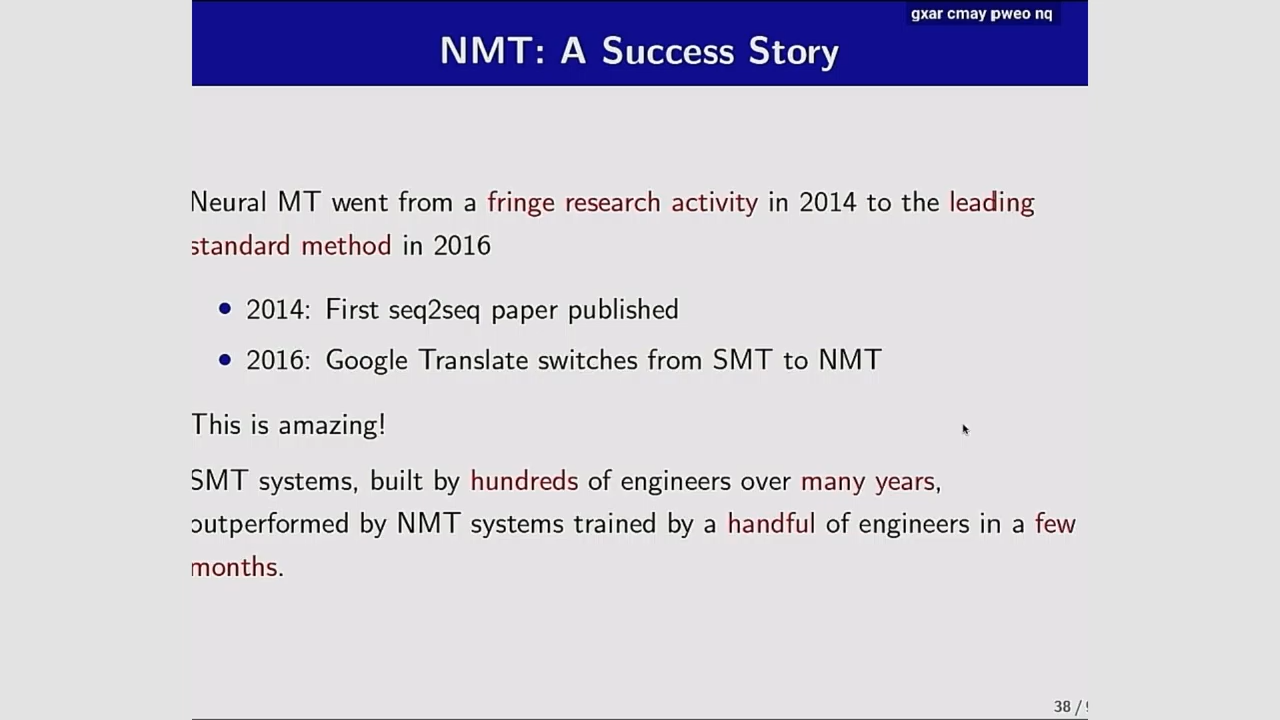 gxar cmay pweo nq
NMT: A Success Story
Neural MT went from a fringe research activity in 2014 to the leading
standard method in 2016
• 2014: First seq2seq paper published
• 2016: Google Translate switches from SMT to NMT
This is amazing!
SMT systems, built by hundreds of engineers over many years,
outperformed by NMT systems trained by a handful of engineers in a few
months.
38 /